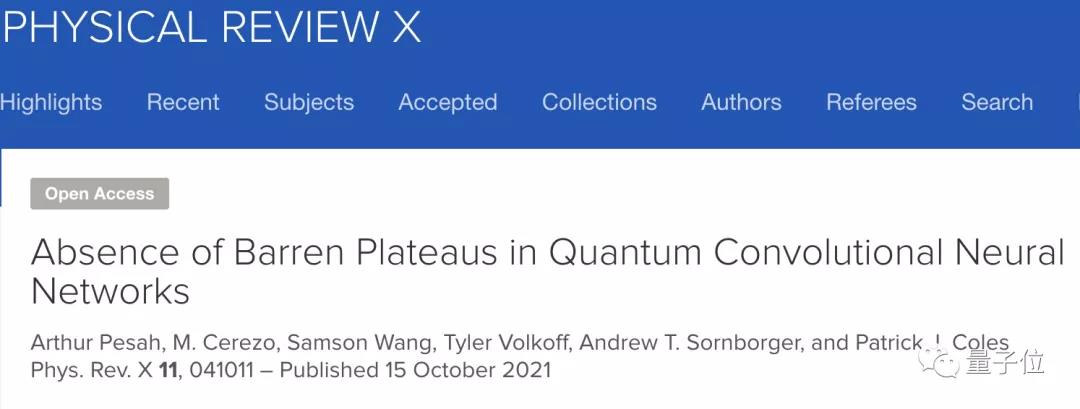 PHYSICAL REVIEW X
Highlights Recent Subjects Accepted Collections Authors Referees Search
Open Access
Absence of Barren Plateaus in Quantum Convolutional Neural
Networks
Arthur Pesah, M. Cerezo, Samson Wang, Tyler Volkoff, Andrew T. Sornborger, and Patrick J. Coles
Phys. Rev. X 11, 041011 – Published 15 October 2021
量子位